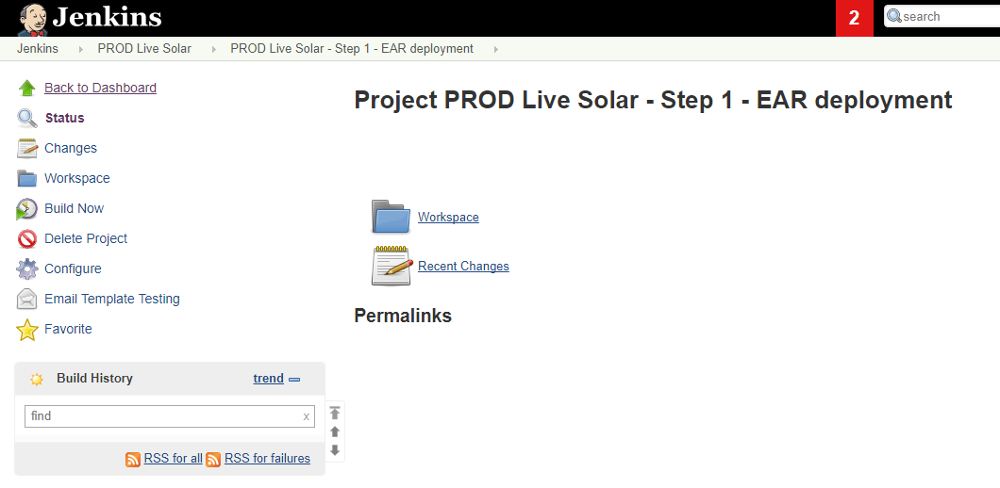 Jenkins
2
search
Jenkins
PROD Live Solar
PROD Live Solar - Step 1 - EAR deployment
Back to Dashboard
Status
Changes
Workspace
Build Now
Delete Project
Configure
Email Template Testing
Favorite
Build History
trend
find
x
RSS for all
RSS for failures
Project PROD Live Solar - Step 1 - EAR deployment
Workspace
Recent Changes
Permalinks